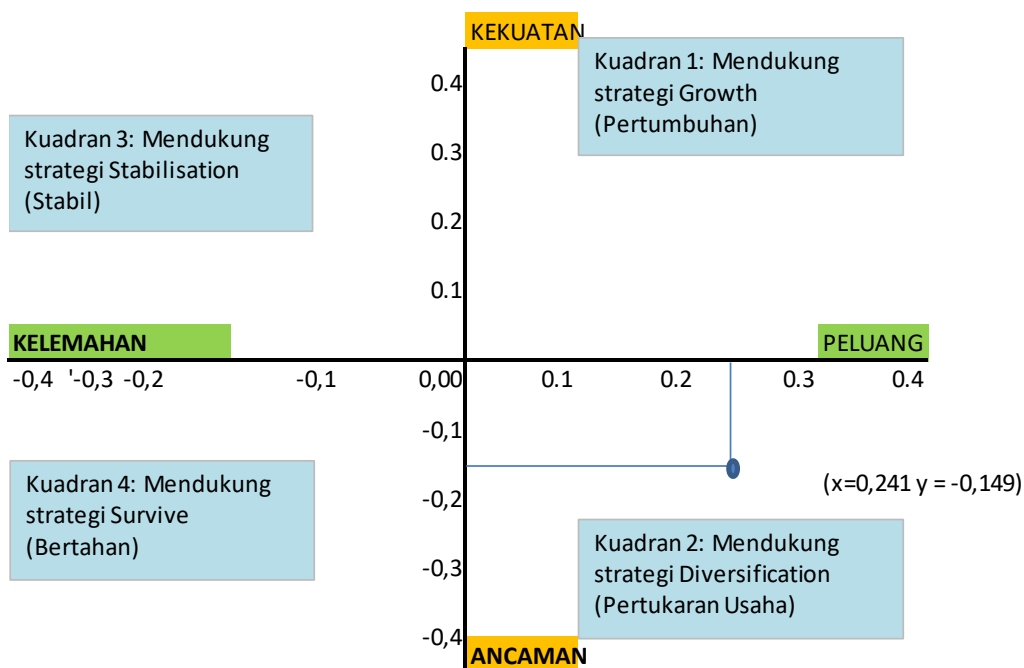 KEKUATAN
Kuadran 1: Mendukung
strategi Growth
(Pertumbuhan)
0.4
Kuadran 3: Mendukung
strategi Stabilisation
(Stabil)
0.3
0.2
0.1
KELEMAHAN
PELUANG
-0,4 '-0,3 -0,2 -0,1 0,00 0.1 0.2 0.3 0.4
-0,1
Kuadran 4: Mendukung
strategi Survive
(Bertahan)
(x=0,241 y = -0,149)
-0,2
Kuadran 2: Mendukung
strategi Diversification
(Pertukaran Usaha)
-0,3
-0,4
ANCAMAN